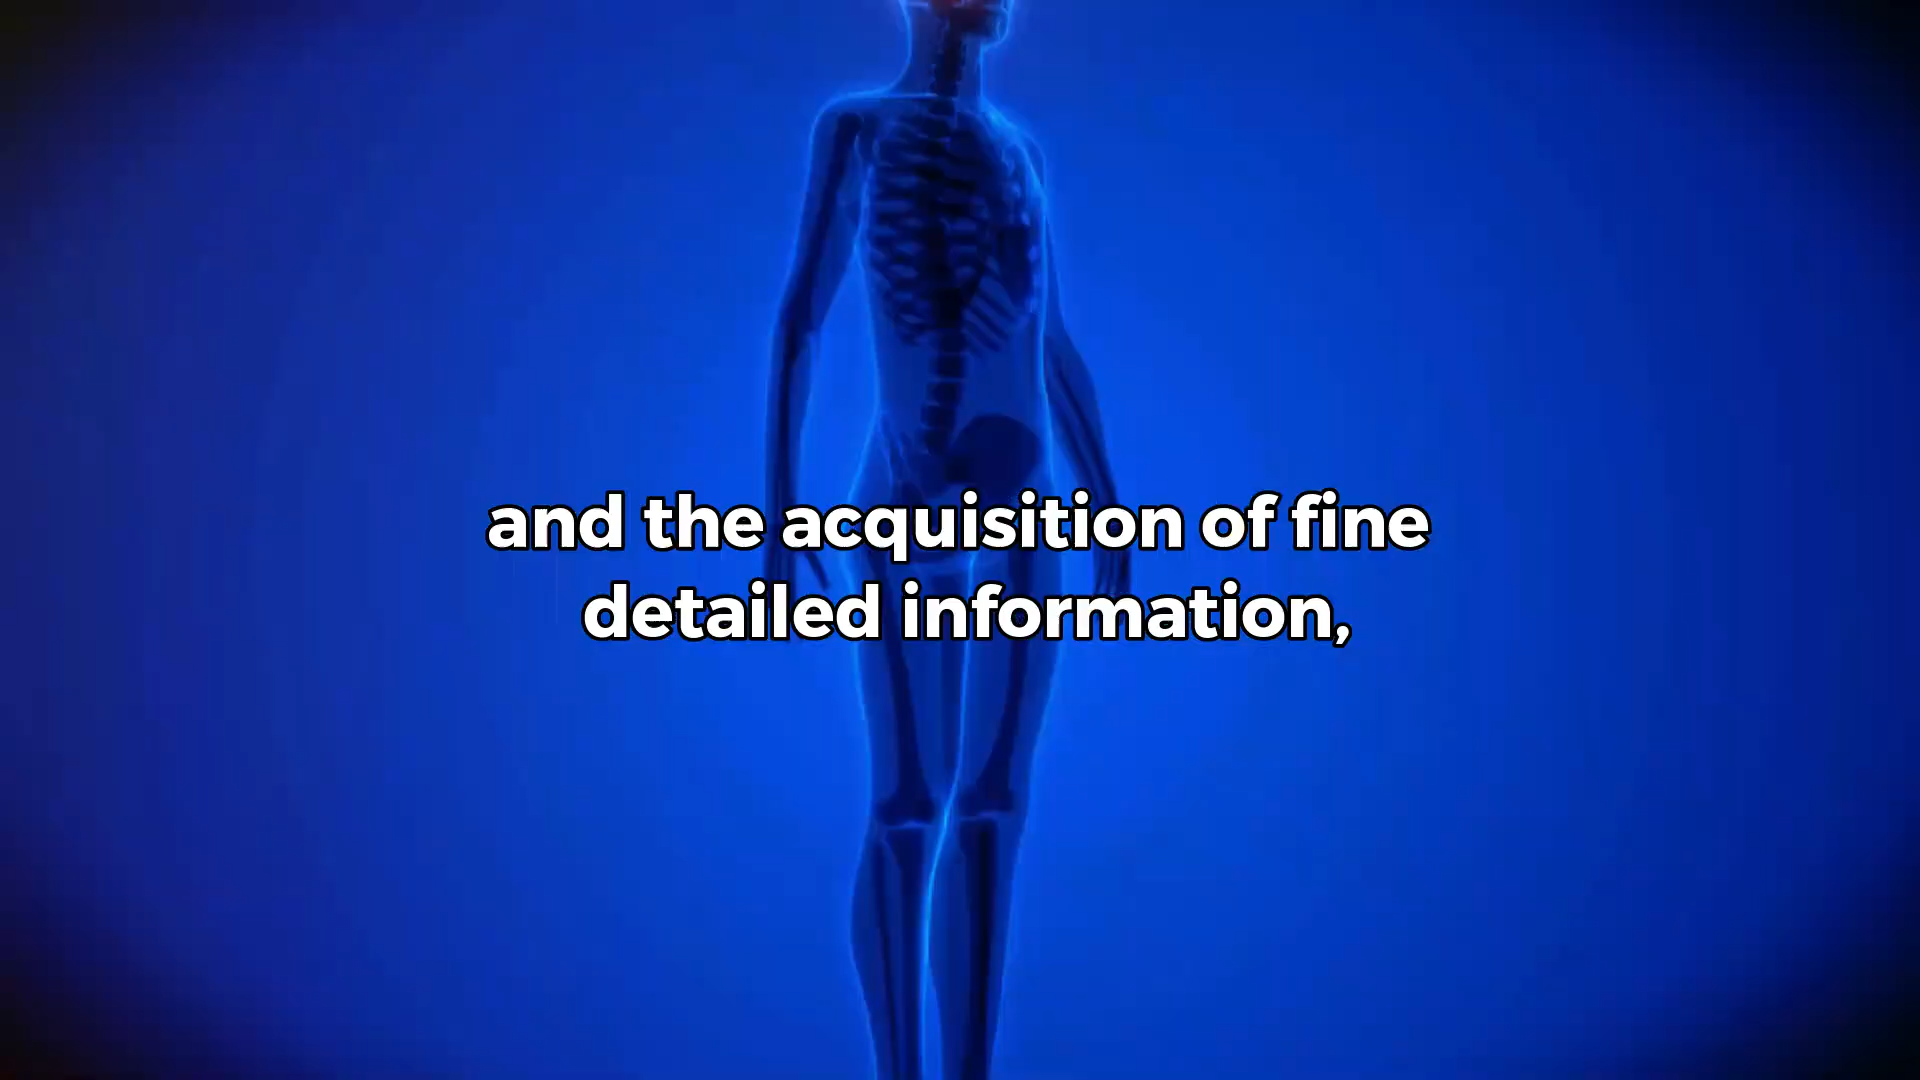 and the acquisition of fine
detailed information,